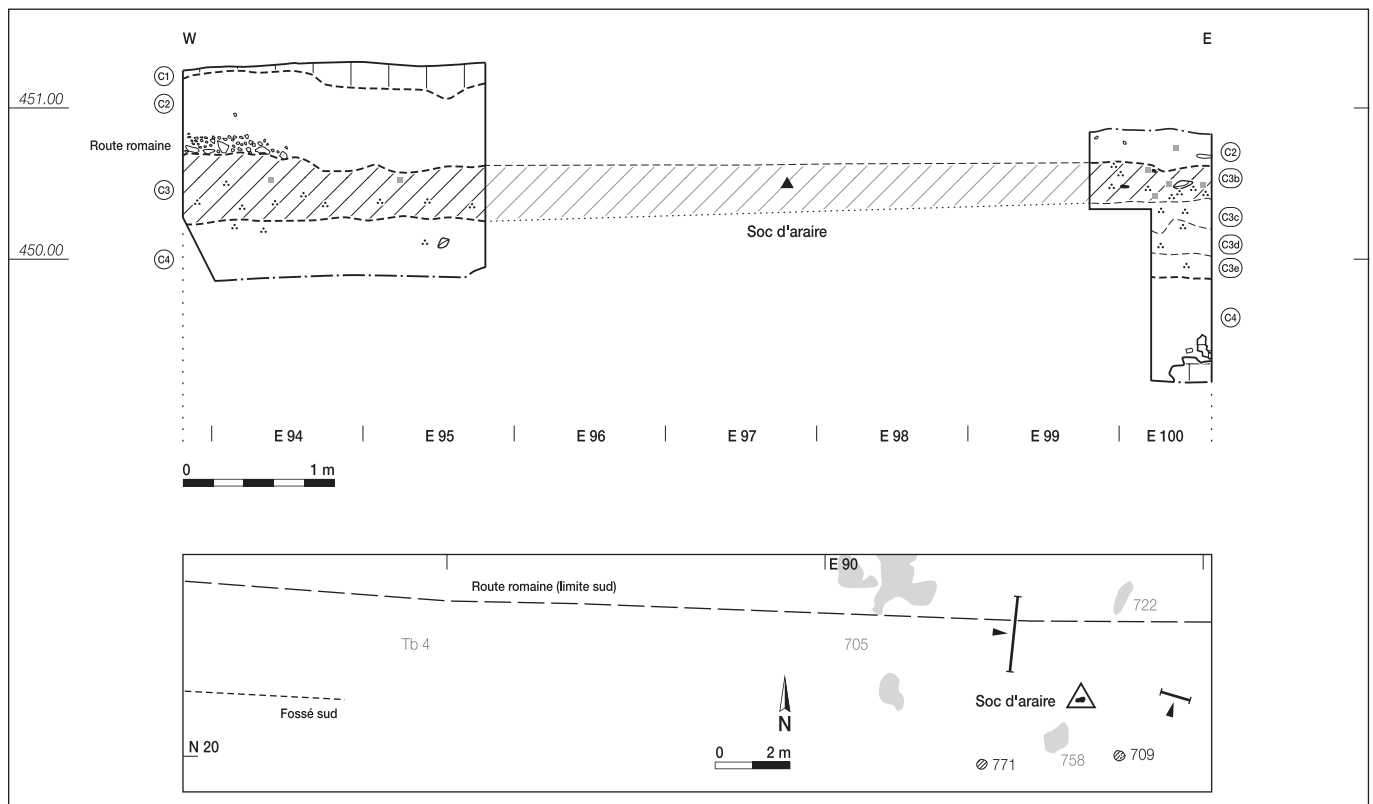 W
E
C1
451.00
C2
Route romaine
C2
C3b
C3
C3c
Soc d'araire
C3d
450.00
C4
C3e
C4
E 94
E 95
E 96
E 97
E 98
E 99
E 100
0 1 m
E 90
Route romaine (limite sud)
722
Tb 4
705
Soc d'araire
Fossé sud
N
N 20
0 2 m
771
758
709